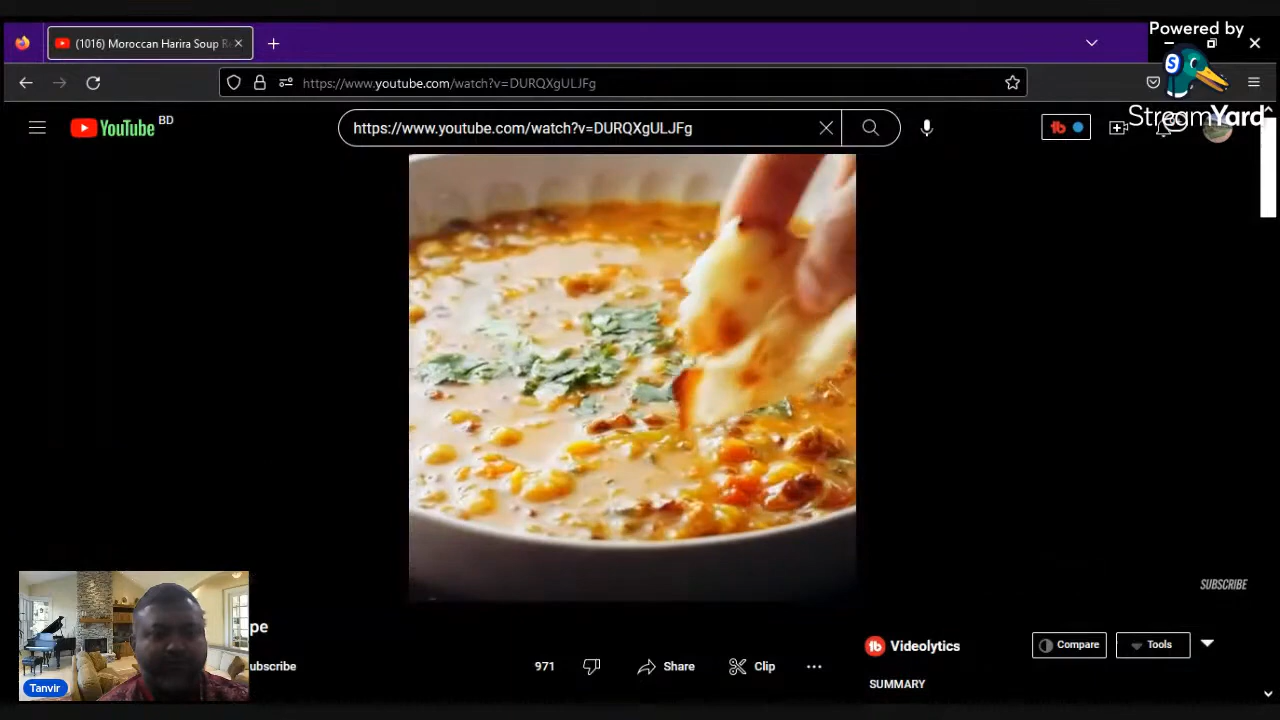 Powered by
StreamYard
(1016) Moroccan Harira Soup R
https://www.youtube.com/watch?v=DURQXgULJFg
YouTube BD
https://www.youtube.com/watch?v=DURQXgULJFg
SUBSCRIBE
pe
ubscribe
971
Share
Clip
Videolytics
Compare
Tools
SUMMARY
Tanvir